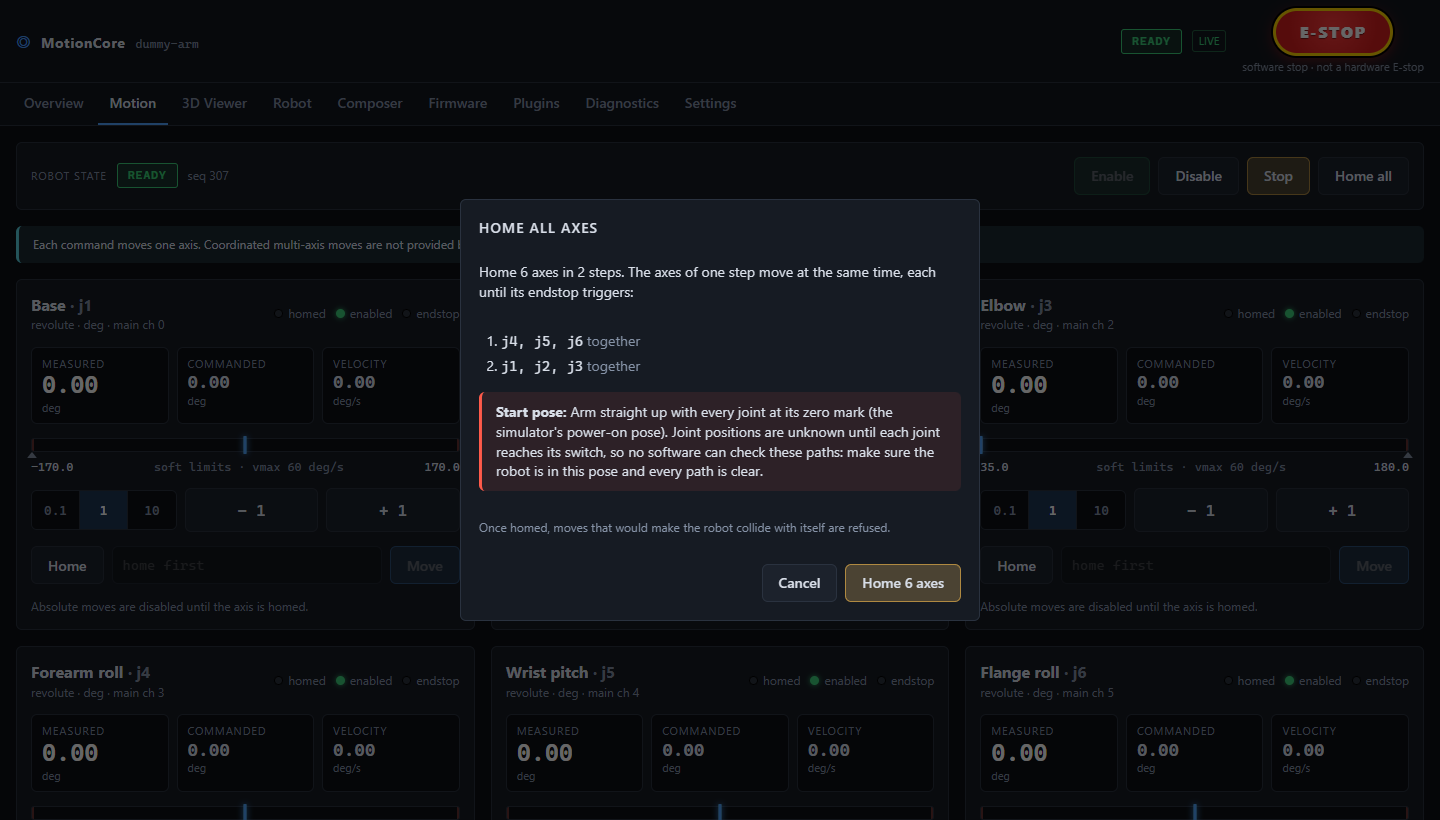 MotionCore dummy-arm
READY LIVE E-STOP
software stop · not a hardware E-stop
Overview Motion 3D Viewer Robot Composer Firmware Plugins Diagnostics Settings
ROBOT STATE READY seq 307 Enable Disable Stop Home all
Each command moves one axis. Coordinated multi-axis moves are not provided
HOME ALL AXES
Home 6 axes in 2 steps. The axes of one step move at the same time, each
until its endstop triggers:
1. j4, j5, j6 together
2. j1, j2, j3 together
Start pose: Arm straight up with every joint at its zero mark (the
simulator's power-on pose). Joint positions are unknown until each joint
reaches its switch, so no software can check these paths: make sure the
robot is in this pose and every path is clear.
Once homed, moves that would make the robot collide with itself are refused.
Cancel Home 6 axes
Base · j1 homed enabled endstop
revolute · deg · main ch 0
MEASURED COMMANDED VELOCITY
0.00 0.00 0.00
deg deg deg/s
−170.0 soft limits · vmax 60 deg/s 170.0
0.1 1 10 − 1 + 1
Home home first Move
Absolute moves are disabled until the axis is homed.
Elbow · j3 homed enabled endstop
revolute · deg · main ch 2
MEASURED COMMANDED VELOCITY
0.00 0.00 0.00
deg deg deg/s
35.0 soft limits · vmax 60 deg/s 180.0
0.1 1 10 − 1 + 1
Home home first Move
Absolute moves are disabled until the axis is homed.
Forearm roll · j4 homed enabled endstop
revolute · deg · main ch 3
MEASURED COMMANDED VELOCITY
0.00 0.00 0.00
deg deg deg/s
Wrist pitch · j5 homed enabled endstop
revolute · deg · main ch 4
MEASURED COMMANDED VELOCITY
0.00 0.00 0.00
deg deg deg/s
Flange roll · j6 homed enabled endstop
revolute · deg · main ch 5
MEASURED COMMANDED VELOCITY
0.00 0.00 0.00
deg deg deg/s